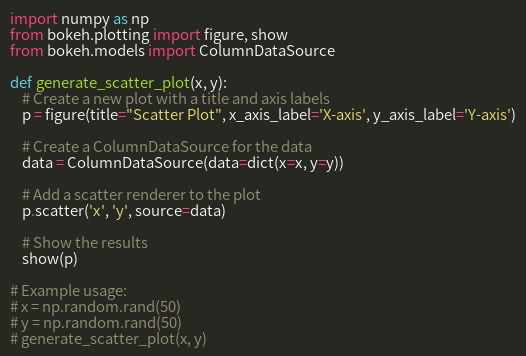 import numpy as np
from bokeh.plotting import figure, show
from bokeh.models import ColumnDataSource

def generate_scatter_plot(x, y):
    # Create a new plot with a title and axis labels
    p = figure(title="Scatter Plot", x_axis_label='X-axis', y_axis_label='Y-axis')

    # Create a ColumnDataSource for the data
    data = ColumnDataSource(data=dict(x=x, y=y))

    # Add a scatter renderer to the plot
    p.scatter('x', 'y', source=data)

    # Show the results
    show(p)

# Example usage:
# x = np.random.rand(50)
# y = np.random.rand(50)
# generate_scatter_plot(x, y)